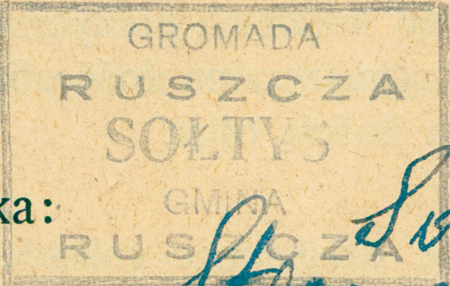 GROMADA
RUSZCZA
SOŁTYS
GMINA
ka:
RUSZCZA